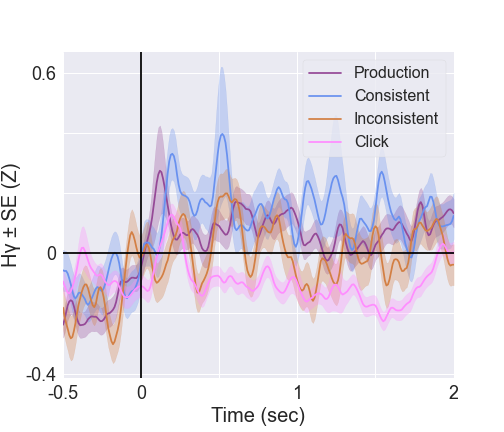 Production
Consistent
Inconsistent
Click
Hγ ± SE (Z)
0.6
0
-0.4
-0.5
0
1
2
Time (sec)